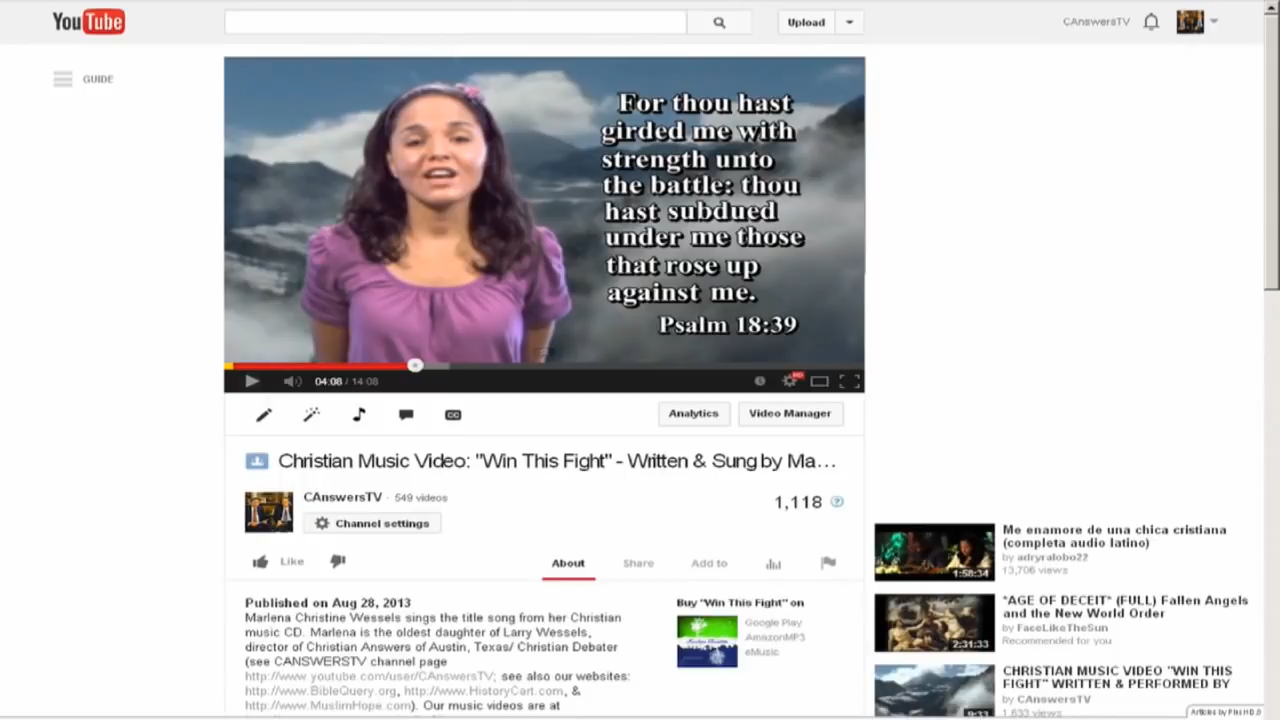 YouTube
Upload
CAnswersTV
GUIDE
For thou hast
girded me with
strength unto
the battle: thou
hast subdued
under me those
that rose up
against me.
Psalm 18:39
04:08 / 14:08
HD
CC
Analytics
Video Manager
Christian Music Video: "Win This Fight" - Written & Sung by Ma...
CAnswersTV · 549 videos
1,118
Channel settings
Like
About
Share
Add to
Published on Aug 28, 2013
Marlena Christine Wessels sings the title song from her Christian
music CD. Marlena is the oldest daughter of Larry Wessels,
director of Christian Answers of Austin, Texas/ Christian Debater
(see CANSWERSTV channel page
http://www.youtube.com/user/CAnswersTV; see also our websites:
http://www.BibleQuery.org, http://www.HistoryCart.com, &
http://www.MuslimHope.com). Our music videos are at
Buy "Win This Fight" on
Google Play
AmazonMP3
eMusic
Me enamore de una chica cristiana
(completa audio latino)
by adryralobo22
13,706 views
1:58:34
*AGE OF DECEIT* (FULL) Fallen Angels
and the New World Order
by FaceLikeTheSun
Recommended for you
2:31:33
CHRISTIAN MUSIC VIDEO "WIN THIS
FIGHT" WRITTEN & PERFORMED BY
by CAnswersTV
1,633 views
9:33